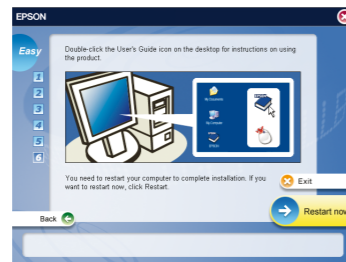 EPSON
Easy
Double-click the User's Guide icon on the desktop for instructions on using
the product.
1
2
3
4
5
6
My Documents
My Computer
EPSON
You need to restart your computer to complete installation. If you
want to restart now, click Restart.
Exit
Restart now
Back